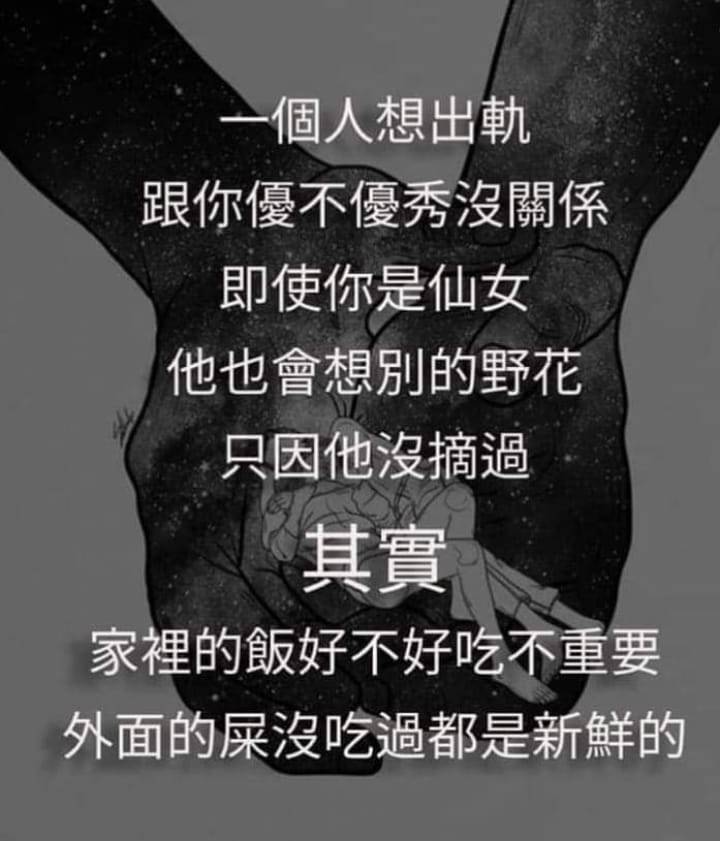 一個人想出軌
跟你優不優秀沒關係
即使你是仙女
他也會想別的野花
只因他沒摘過
其實
家裡的飯好不好吃不重要
外面的屎沒吃過都是新鮮的